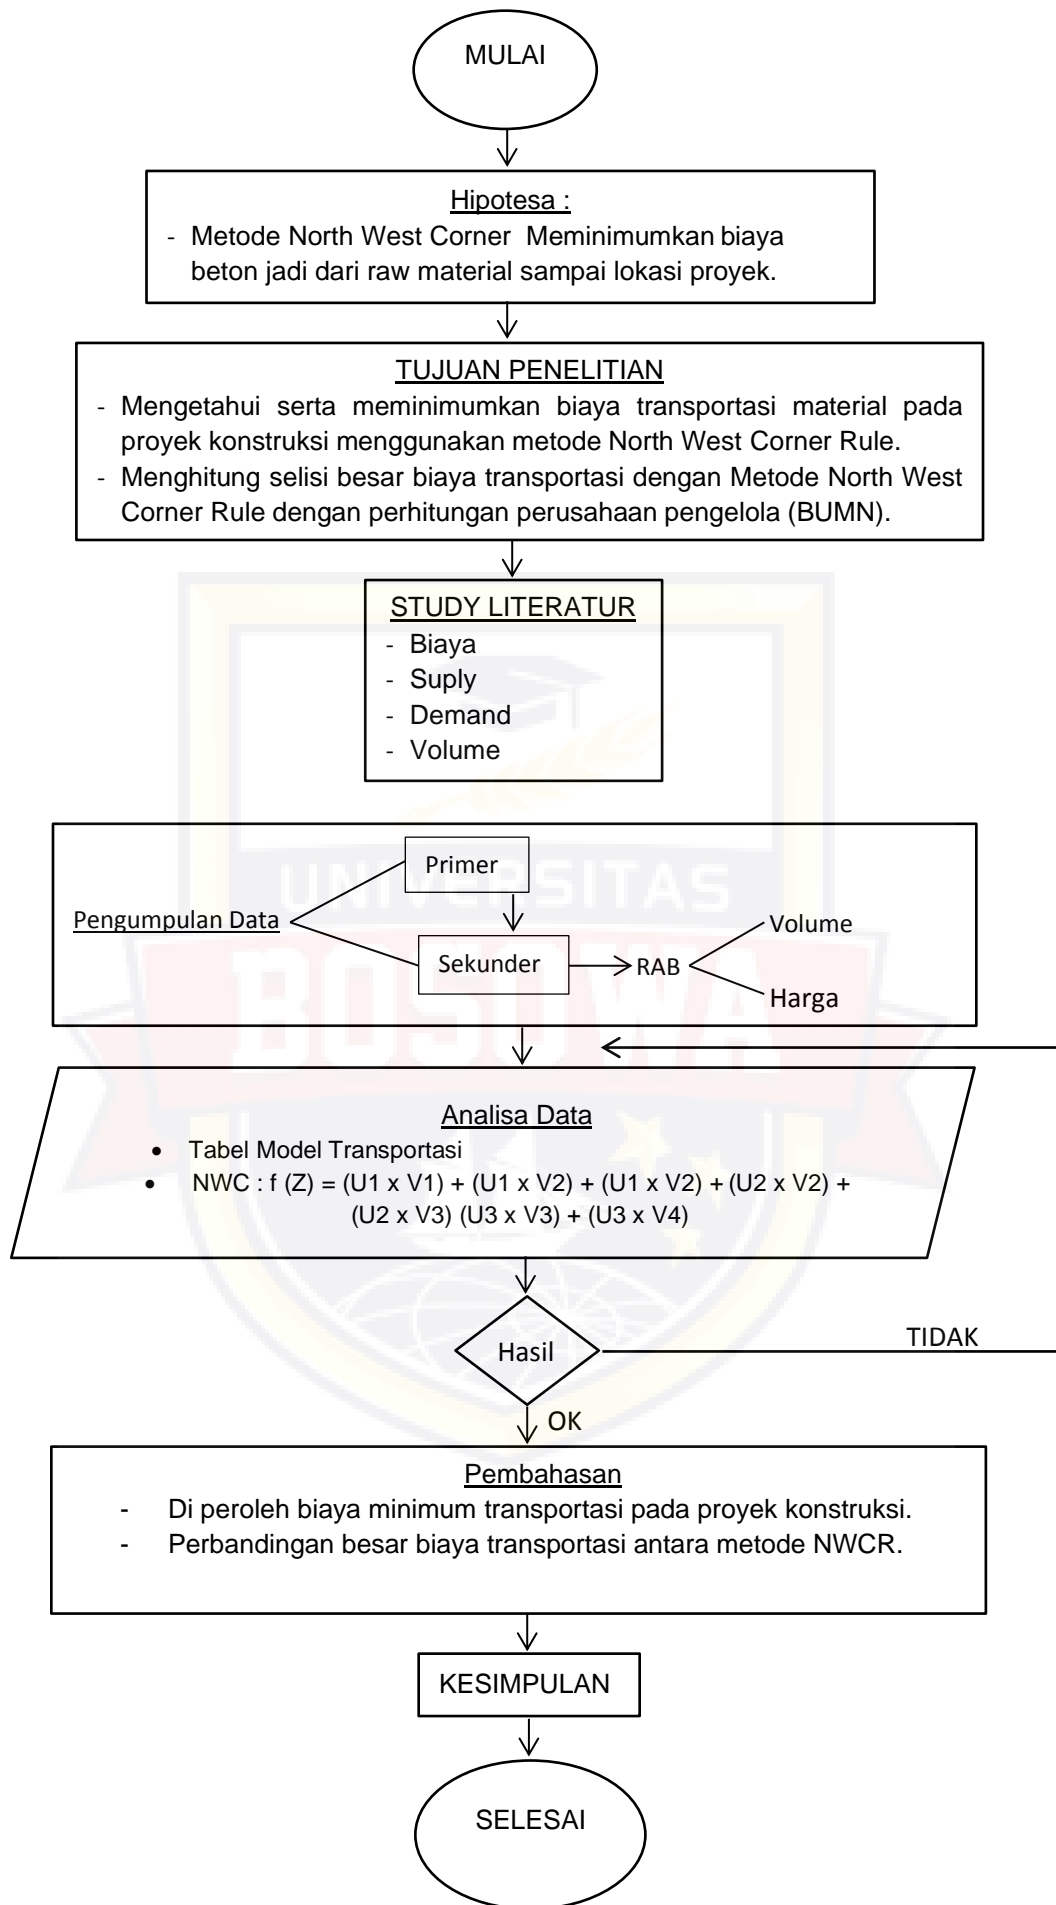 MULAI
Hipotesa :
- Metode North West Corner Meminimumkan biaya
beton jadi dari raw material sampai lokasi proyek.
TUJUAN PENELITIAN
- Mengetahui serta meminimumkan biaya transportasi material pada
proyek konstruksi menggunakan metode North West Corner Rule.
- Menghitung selisi besar biaya transportasi dengan Metode North West
Corner Rule dengan perhitungan perusahaan pengelola (BUMN).
STUDY LITERATUR
- Biaya
- Suply
- Demand
- Volume
UNIVERSITAS
BOSOWA
Pengumpulan Data
Primer
Sekunder
RAB
Volume
Harga
Analisa Data
• Tabel Model Transportasi
• NWC : f (Z) = (U1 x V1) + (U1 x V2) + (U1 x V2) + (U2 x V2) +
(U2 x V3) (U3 x V3) + (U3 x V4)
Hasil
TIDAK
OK
Pembahasan
- Di peroleh biaya minimum transportasi pada proyek konstruksi.
- Perbandingan besar biaya transportasi antara metode NWCR.
KESIMPULAN
SELESAI